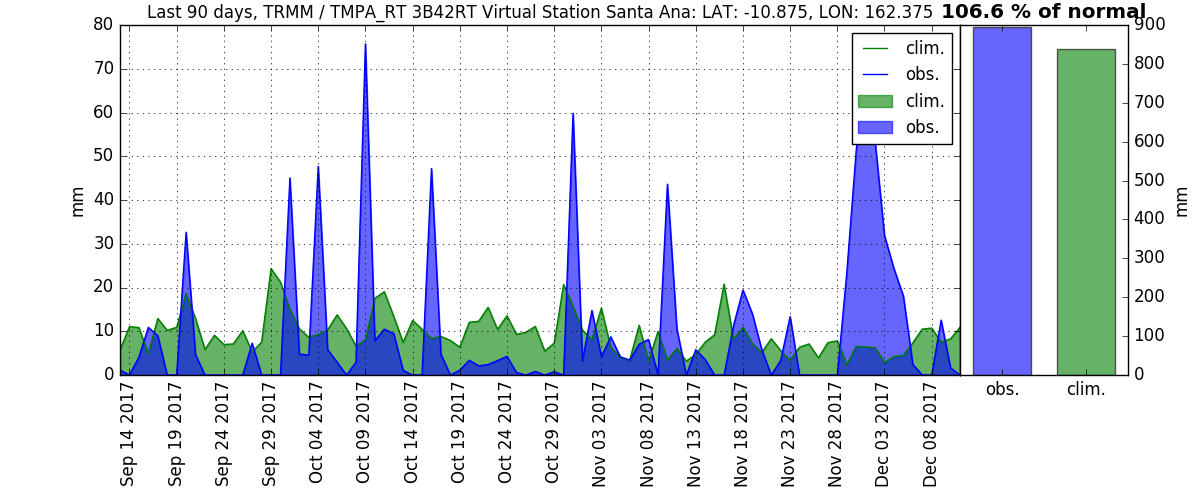 Last 90 days, TRMM / TMPA_RT 3B42RT Virtual Station Santa Ana: LAT: -10.875, LON: 162.375 106.6 % of normal
80
70
60
50
40
30
20
10
0
mm
clim.
obs.
clim.
obs.
900
800
700
600
500
400
300
200
100
0
mm
obs.
clim.
Sep 14 2017
Sep 19 2017
Sep 24 2017
Sep 29 2017
Oct 04 2017
Oct 09 2017
Oct 14 2017
Oct 19 2017
Oct 24 2017
Oct 29 2017
Nov 03 2017
Nov 08 2017
Nov 13 2017
Nov 18 2017
Nov 23 2017
Nov 28 2017
Dec 03 2017
Dec 08 2017